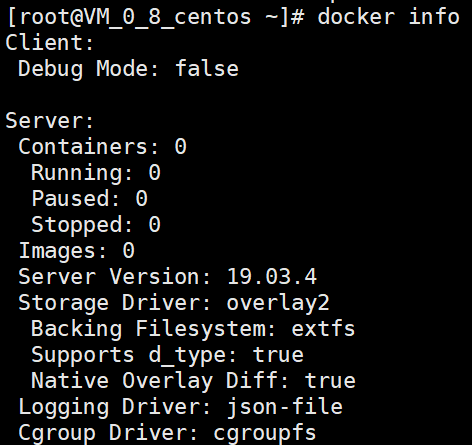 [root@VM_0_8_centos ~]# docker info
Client:
 Debug Mode: false

Server:
 Containers: 0
  Running: 0
  Paused: 0
  Stopped: 0
 Images: 0
 Server Version: 19.03.4
 Storage Driver: overlay2
  Backing Filesystem: extfs
  Supports d_type: true
  Native Overlay Diff: true
 Logging Driver: json-file
 Cgroup Driver: cgroupfs